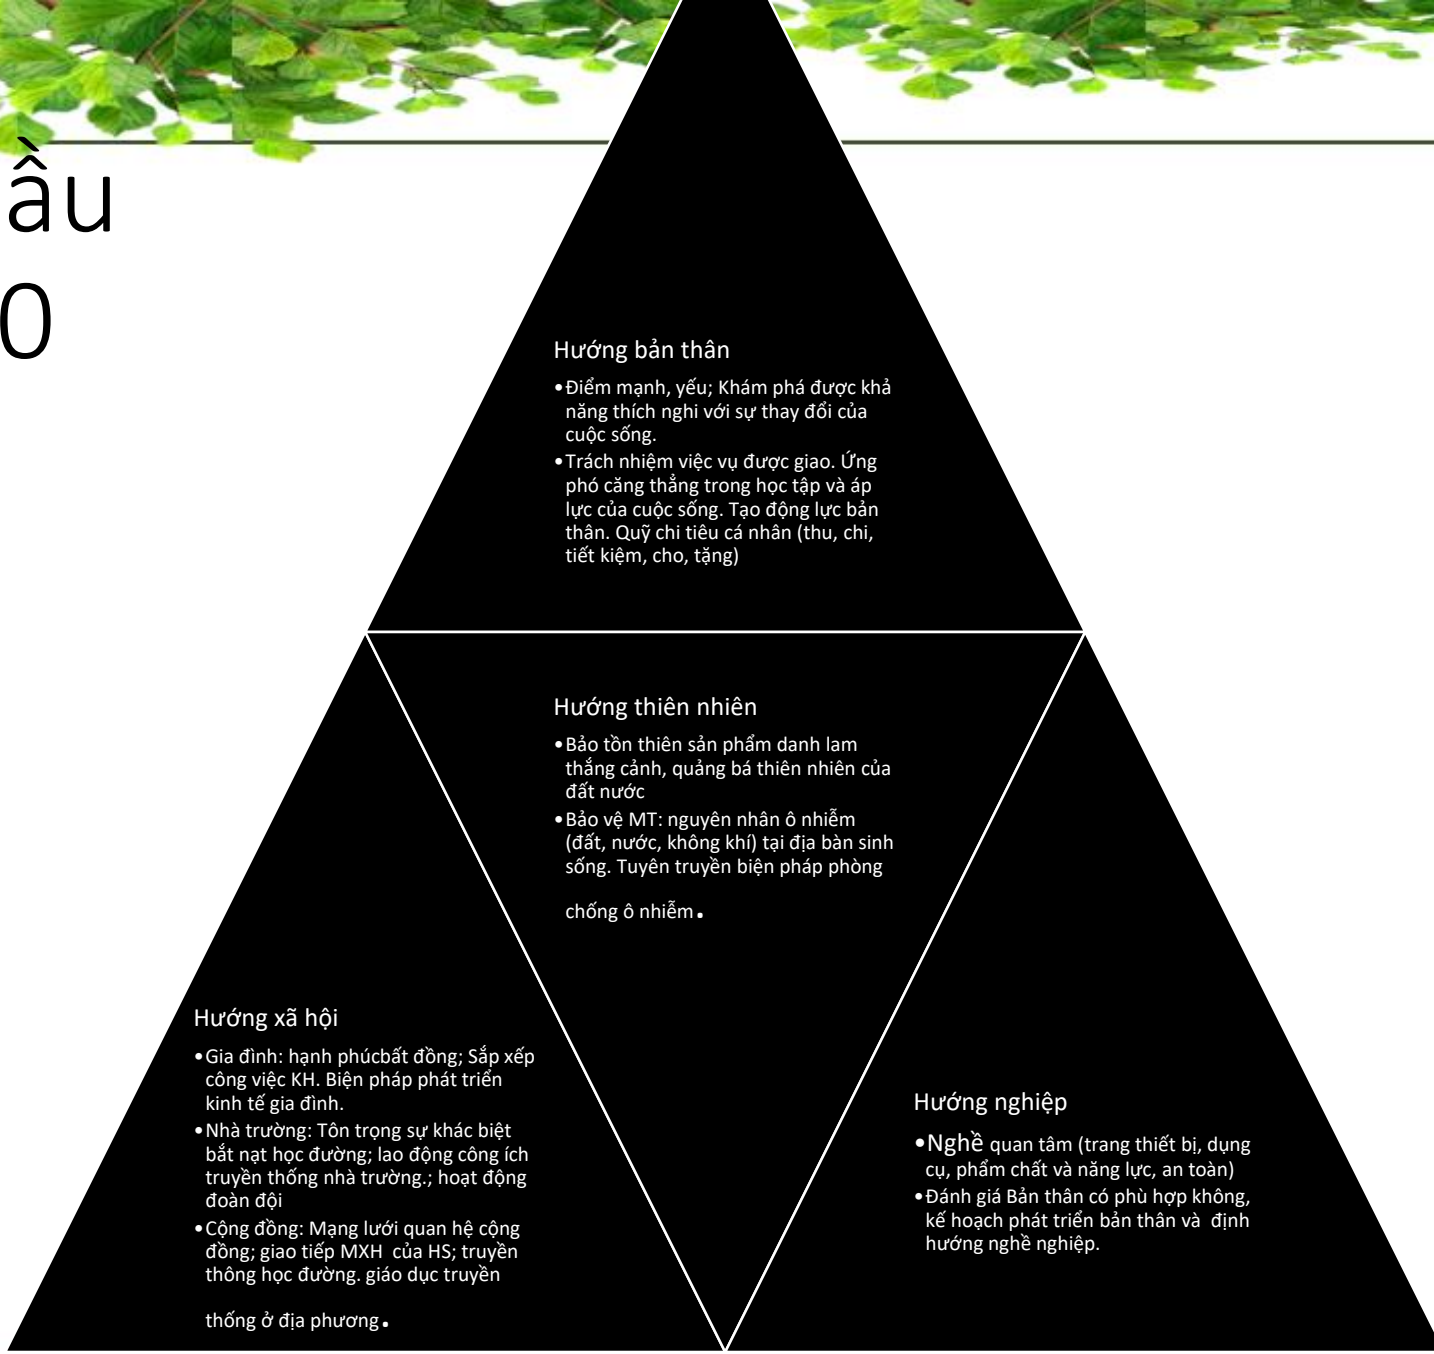 ầu
0
Hướng bản thân
•Điểm mạnh, yếu; Khám phá được khả
năng thích nghi với sự thay đổi của
cuộc sống.
•Trách nhiệm việc vụ được giao. Ứng
phó căng thẳng trong học tập và áp
lực của cuộc sống. Tạo động lực bản
thân. Quỹ chi tiêu cá nhân (thu, chi,
tiết kiệm, cho, tặng)
Hướng thiên nhiên
•Bảo tồn thiên sản phẩm danh lam
thắng cảnh, quảng bá thiên nhiên của
đất nước
•Bảo vệ MT: nguyên nhân ô nhiễm
(đất, nước, không khí) tại địa bàn sinh
sống. Tuyên truyền biện pháp phòng
chống ô nhiễm.
Hướng xã hội
•Gia đình: hạnh phúcbất đồng; Sắp xếp
công việc KH. Biện pháp phát triển
kinh tế gia đình.
•Nhà trường: Tôn trọng sự khác biệt
bắt nạt học đường; lao động công ích
truyền thống nhà trường.; hoạt động
đoàn đội
•Cộng đồng: Mạng lưới quan hệ cộng
đồng; giao tiếp MXH của HS; truyền
thông học đường. giáo dục truyền
thống ở địa phương.
Hướng nghiệp
•Nghề quan tâm (trang thiết bị, dụng
cụ, phẩm chất và năng lực, an toàn)
•Đánh giá Bản thân có phù hợp không,
kế hoạch phát triển bản thân và định
hướng nghề nghiệp.